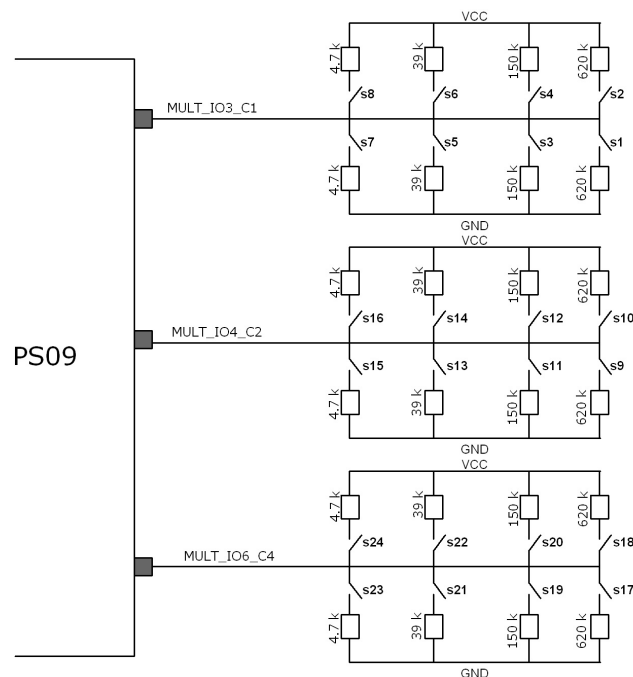 VCC
4.7 k 39 k 150 k 620 k
s8 s6 s4 s2
MULT_IO3_C1
s7 s5 s3 s1
4.7 k 39 k 150 k 620 k
GND
VCC
4.7 k 39 k 150 k 620 k
s16 s14 s12 s10
MULT_IO4_C2
PS09
s15 s13 s11 s9
4.7 k 39 k 150 k 620 k
GND
VCC
4.7 k 39 k 150 k 620 k
s24 s22 s20 s18
MULT_IO6_C4
s23 s21 s19 s17
4.7 k 39 k 150 k 620 k
GND